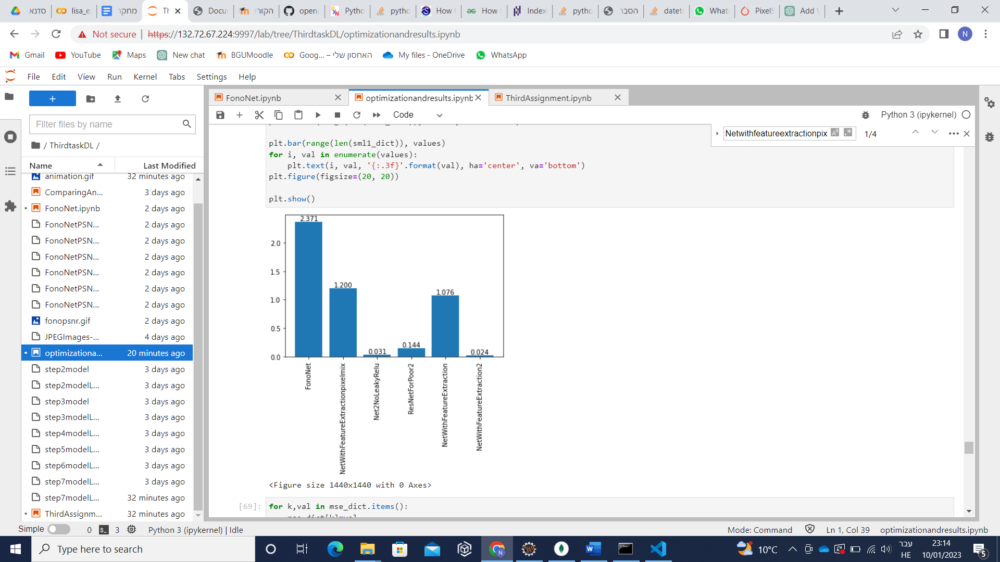 סדנא
lisa_e
מחקר
Th
Docu
הקור
open
Pytho
pytho
How
How
Index
pytho
הסבר
datet
What
PixelS
Add
Not secure
https://132.72.67.224:9997/lab/tree/ThirdtaskDL/optimizationandresults.ipynb
N
Gmail
YouTube
Maps
New chat
BGUMoodle
Goog... – האחסון שלי
My files - OneDrive
WhatsApp
File Edit View Run Kernel Tabs Settings Help
FonoNet.ipynb
optimizationandresults.ipynb
ThirdAssignment.ipynb
Code
Python 3 (ipykernel)
Filter files by name
Netwithfeatureextractionpix
1/4
/ ThirdtaskDL /
Name Last Modified
animation.gif 32 minutes ago
ComparingAn... 3 days ago
FonoNet.ipynb 2 days ago
FonoNetPSN... 2 days ago
FonoNetPSN... 2 days ago
FonoNetPSN... 2 days ago
FonoNetPSN... 2 days ago
FonoNetPSN... 2 days ago
FonoNetPSN... 2 days ago
fonopsnr.gif 2 days ago
JPEGImages-... 4 days ago
optimizationa... 20 minutes ago
step2model 3 days ago
step2modelL... 3 days ago
step3model 3 days ago
step3modelL... 3 days ago
step4modelL... 3 days ago
step5modelL... 3 days ago
step6modelL... 3 days ago
step7modelL... 3 days ago
step7modelL... 32 minutes ago
ThirdAssignm... 32 minutes ago
plt.bar(range(len(sml1_dict)), values)
for i, val in enumerate(values):
plt.text(i, val, '{:.3f}'.format(val), ha='center', va='bottom')
plt.figure(figsize=(20, 20))
plt.show()
2.371
2.0
1.5
1.200
1.076
1.0
0.5
0.031
0.144
0.024
0.0
FonoNet
NetWithFeatureExtractionpixelmix
Net2NoLeakyRelu
ResNetForPoor2
NetWithFeatureExtraction
NetWithFeatureExtraction2
<Figure size 1440x1440 with 0 Axes>
[69]: for k,val in mse_dict.items():
Simple
0
3
Python 3 (ipykernel) | Idle
Mode: Command
Ln 1, Col 39
optimizationandresults.ipynb
Type here to search
10°C
עבר
HE
23:14
10/01/2023
5